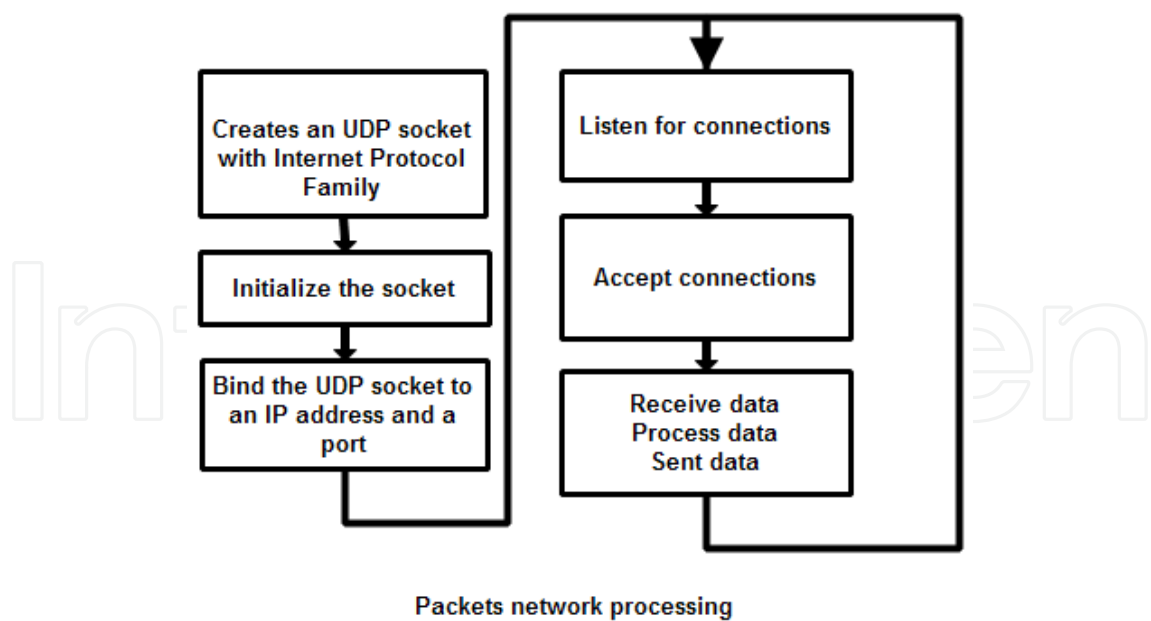 Creates an UDP socket
with Internet Protocol
Family
Initialize the socket
Bind the UDP socket to
an IP address and a
port
Listen for connections
Accept connections
Receive data
Process data
Sent data
Packets network processing